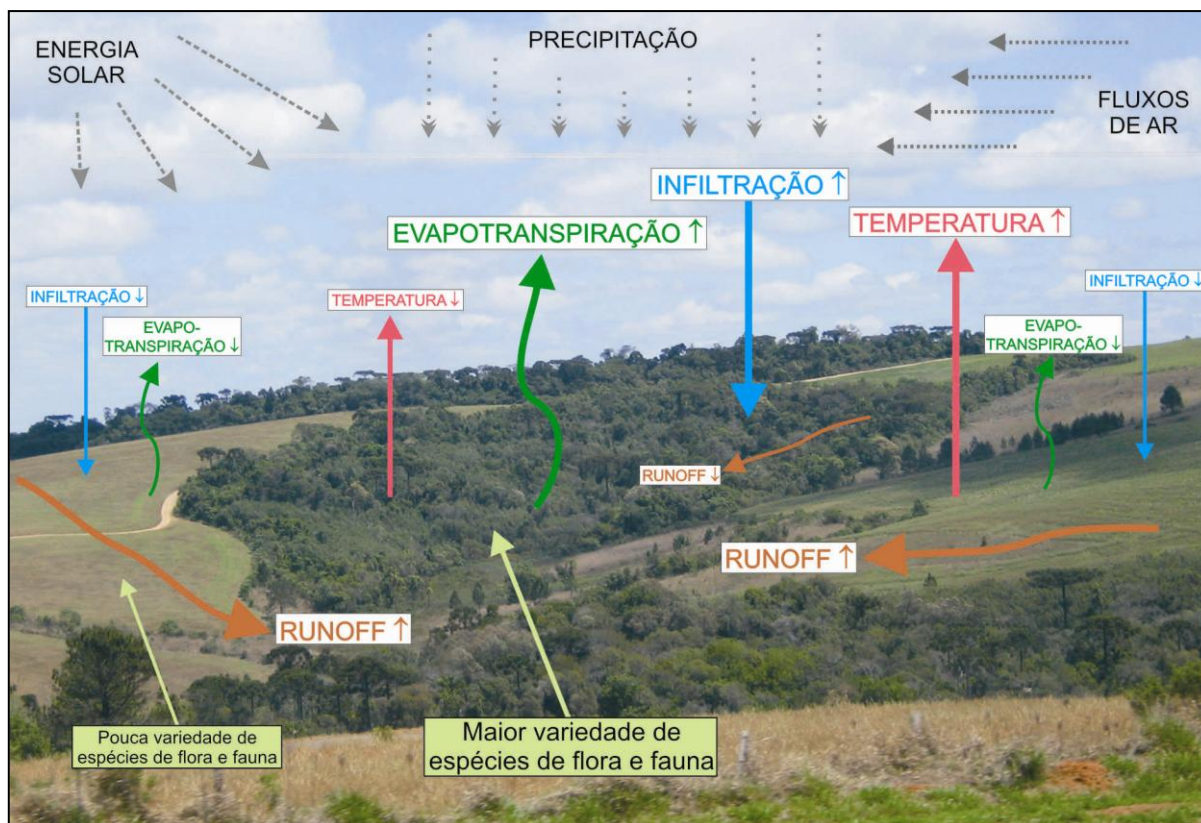 ENERGIA
SOLAR
PRECIPITAÇÃO
FLUXOS
DE AR
INFILTRAÇÃO ↑
EVAPOTRANSPIRAÇÃO ↑
TEMPERATURA ↑
INFILTRAÇÃO ↓
EVAPO-
TRANSPIRAÇÃO ↓
TEMPERATURA ↓
INFILTRAÇÃO ↓
EVAPO-
TRANSPIRAÇÃO ↓
RUNOFF ↓
RUNOFF ↑
RUNOFF ↑
Pouca variedade de
espécies de flora e fauna
Maior variedade de
espécies de flora e fauna